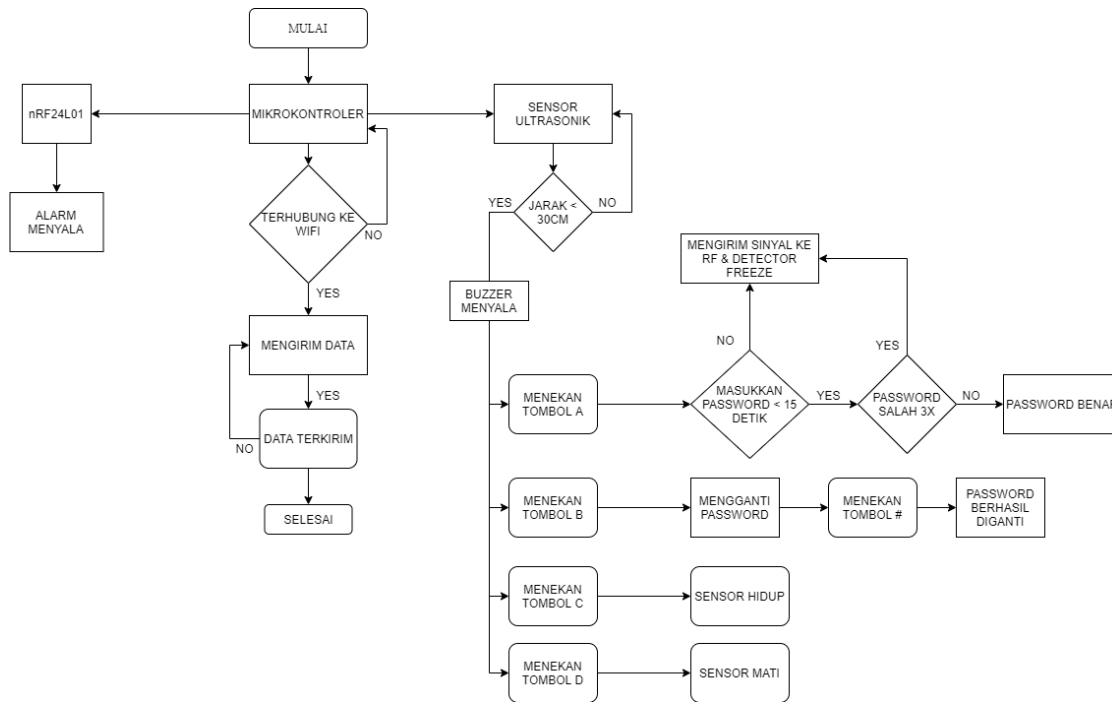 MULAI
nRF24L01
MIKROKONTROLER
SENSOR
ULTRASONIK
ALARM
MENYALA
TERHUBUNG KE
WIFI
NO
YES
JARAK <
30CM
NO
YES
MENGIRIM SINYAL KE
RF & DETECTOR
FREEZE
BUZZER
MENYALA
MENGIRIM DATA
YES
NO
DATA TERKIRIM
SELESAI
MENEKAN
TOMBOL A
NO
MASUKKAN
PASSWORD < 15
DETIK
YES
YES
PASSWORD
SALAH 3X
NO
PASSWORD BENAR
MENEKAN
TOMBOL B
MENGGANTI
PASSWORD
MENEKAN
TOMBOL #
PASSWORD
BERHASIL
DIGANTI
MENEKAN
TOMBOL C
SENSOR HIDUP
MENEKAN
TOMBOL D
SENSOR MATI